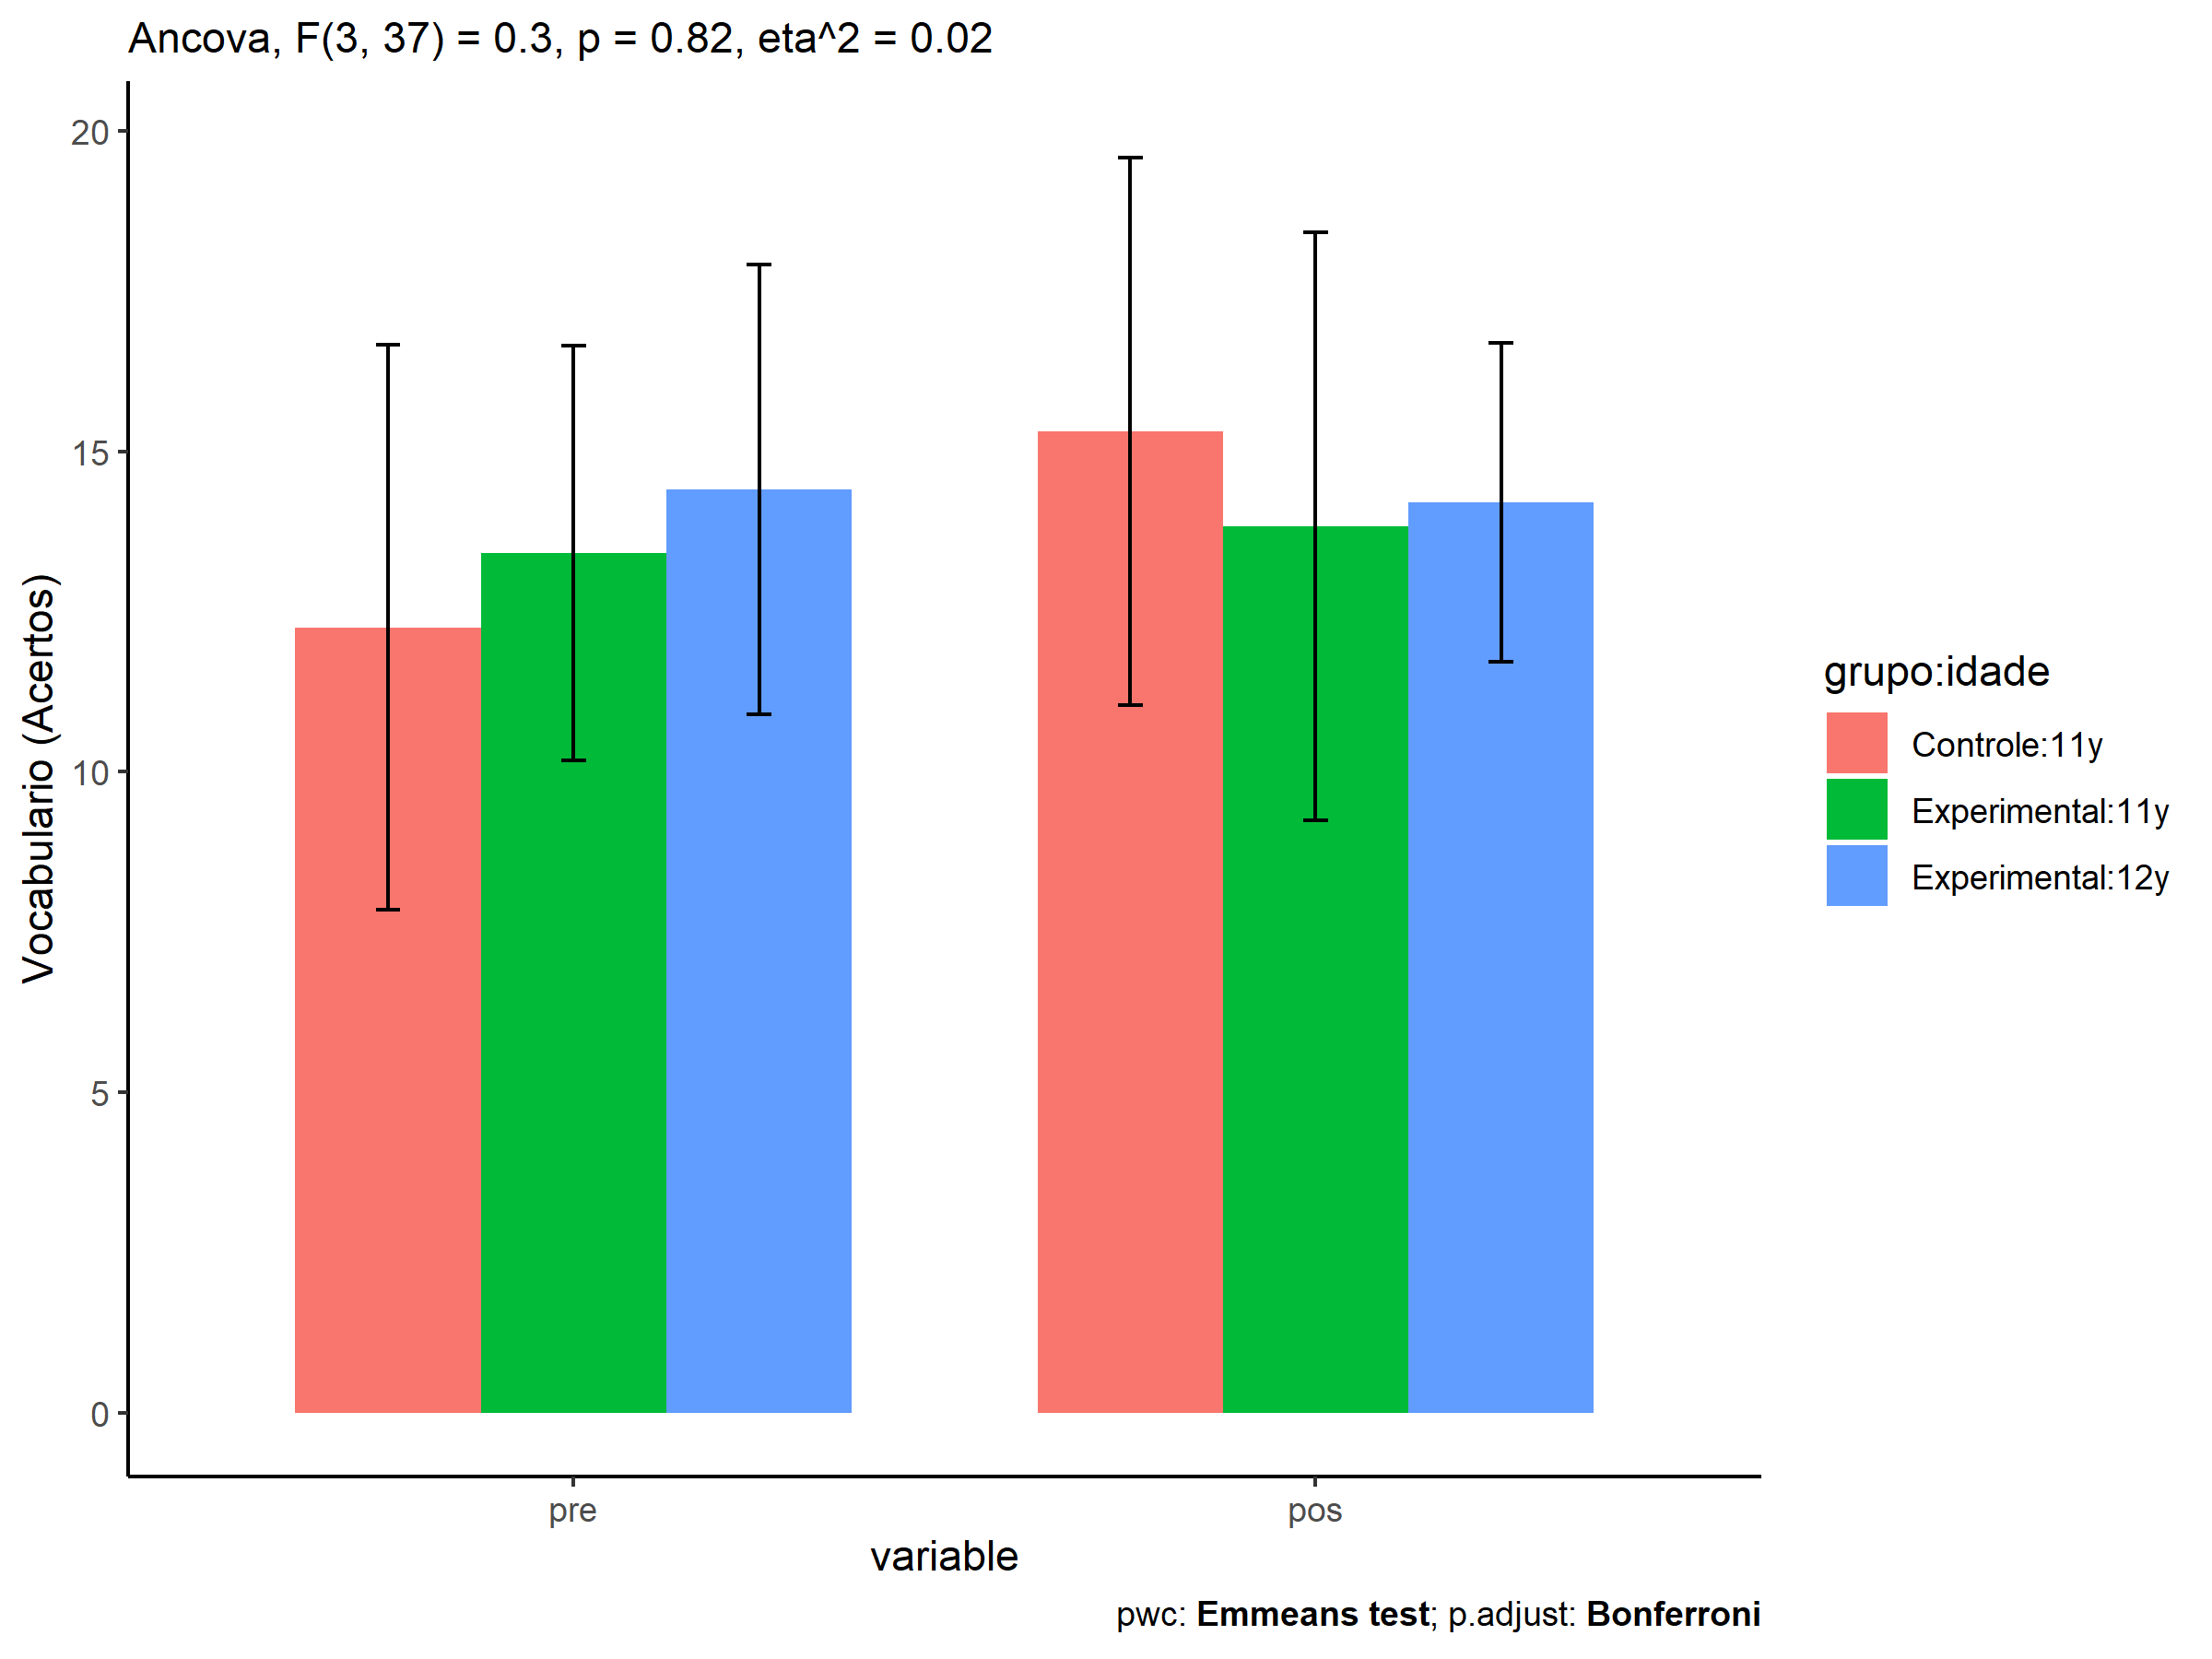 Ancova, F(3, 37) = 0.3, p = 0.82, eta^2 = 0.02
Vocabulario (Acertos)
20
15
10
5
0
pre
pos
variable
grupo:idade
Controle:11y
Experimental:11y
Experimental:12y
pwc: Emmeans test; p.adjust: Bonferroni